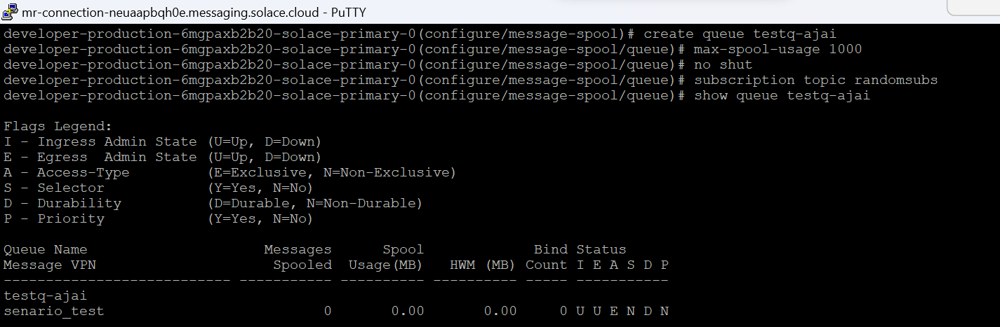 mr-connection-neuaapbqh0e.messaging.solace.cloud - PuTTY
developer-production-6mgpaxb2b20-solace-primary-0(configure/message-spool)# create queue testq-ajai
developer-production-6mgpaxb2b20-solace-primary-0(configure/message-spool/queue)# max-spool-usage 1000
developer-production-6mgpaxb2b20-solace-primary-0(configure/message-spool/queue)# no shut
developer-production-6mgpaxb2b20-solace-primary-0(configure/message-spool/queue)# subscription topic randomsubs
developer-production-6mgpaxb2b20-solace-primary-0(configure/message-spool/queue)# show queue testq-ajai
Flags Legend:
I - Ingress Admin State (U=Up, D=Down)
E - Egress  Admin State (U=Up, D=Down)
A - Access-Type         (E=Exclusive, N=Non-Exclusive)
S - Selector            (Y=Yes, N=No)
D - Durability          (D=Durable, N=Non-Durable)
P - Priority            (Y=Yes, N=No)
Queue Name                     Messages      Spool             Bind Status
Message VPN                     Spooled  Usage(MB)   HWM (MB) Count I E A S D P
--------------------------- ----------- ---------- ---------- ----- -----------
testq-ajai
senario_test                          0       0.00       0.00     0 U U E N D N